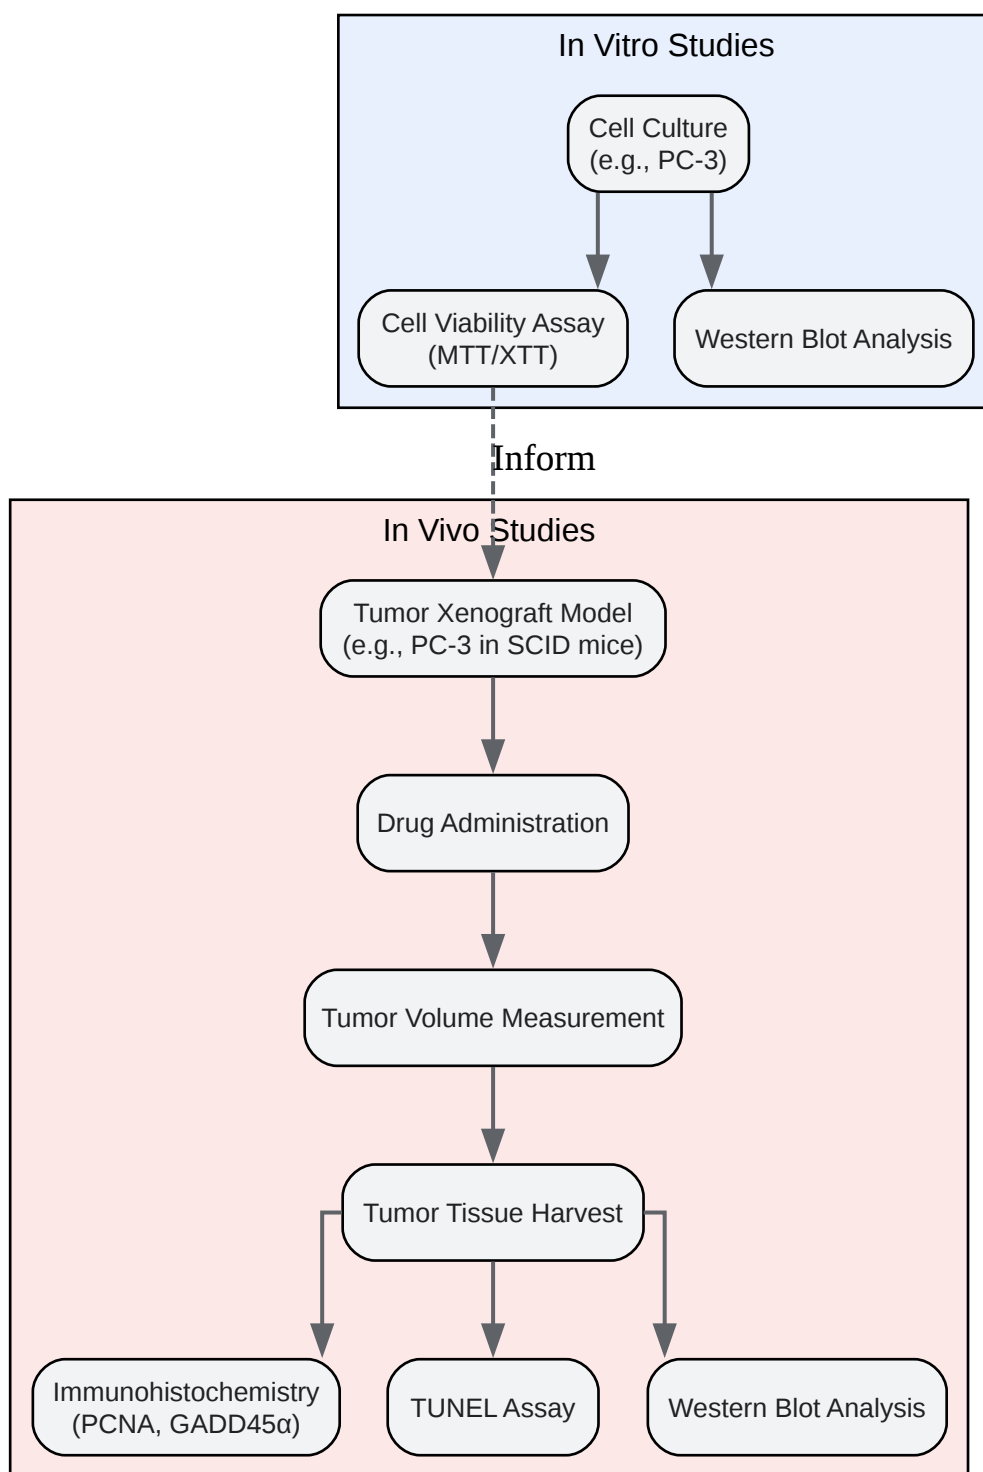 In Vitro Studies
Cell Culture
(e.g., PC-3)
Cell Viability Assay
(MTT/XTT)
Western Blot Analysis
Inform
In Vivo Studies
Tumor Xenograft Model
(e.g., PC-3 in SCID mice)
Drug Administration
Tumor Volume Measurement
Tumor Tissue Harvest
Immunohistochemistry
(PCNA, GADD45α)
TUNEL Assay
Western Blot Analysis